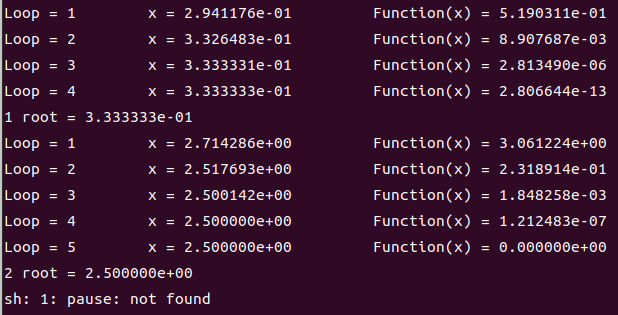 Loop = 1 x = 2.941176e-01 Function(x) = 5.190311e-01
Loop = 2 x = 3.326483e-01 Function(x) = 8.907687e-03
Loop = 3 x = 3.333331e-01 Function(x) = 2.813490e-06
Loop = 4 x = 3.333333e-01 Function(x) = 2.806644e-13
1 root = 3.333333e-01
Loop = 1 x = 2.714286e+00 Function(x) = 3.061224e+00
Loop = 2 x = 2.517693e+00 Function(x) = 2.318914e-01
Loop = 3 x = 2.500142e+00 Function(x) = 1.848258e-03
Loop = 4 x = 2.500000e+00 Function(x) = 1.212483e-07
Loop = 5 x = 2.500000e+00 Function(x) = 0.000000e+00
2 root = 2.500000e+00
sh: 1: pause: not found